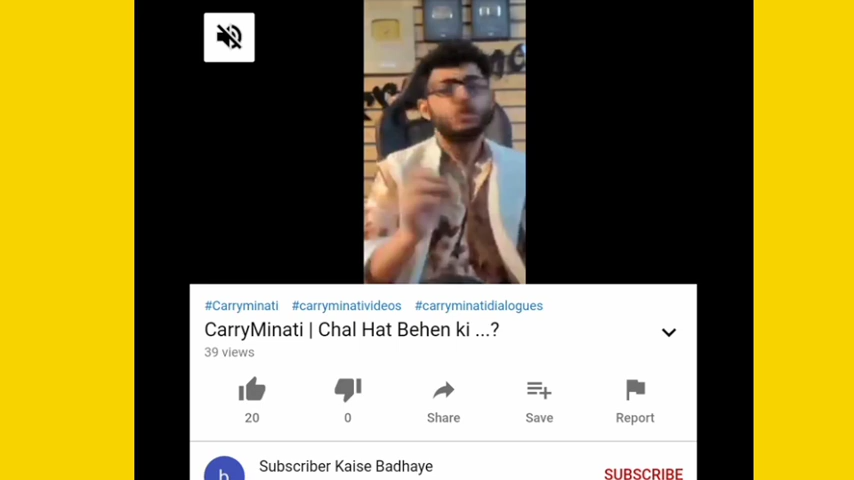 #Carryminati #carryminativideos #carryminatidialogues
CarryMinati | Chal Hat Behen ki ...?
39 views
20
0
Share
Save
Report
b
Subscriber Kaise Badhaye
SUBSCRIBE